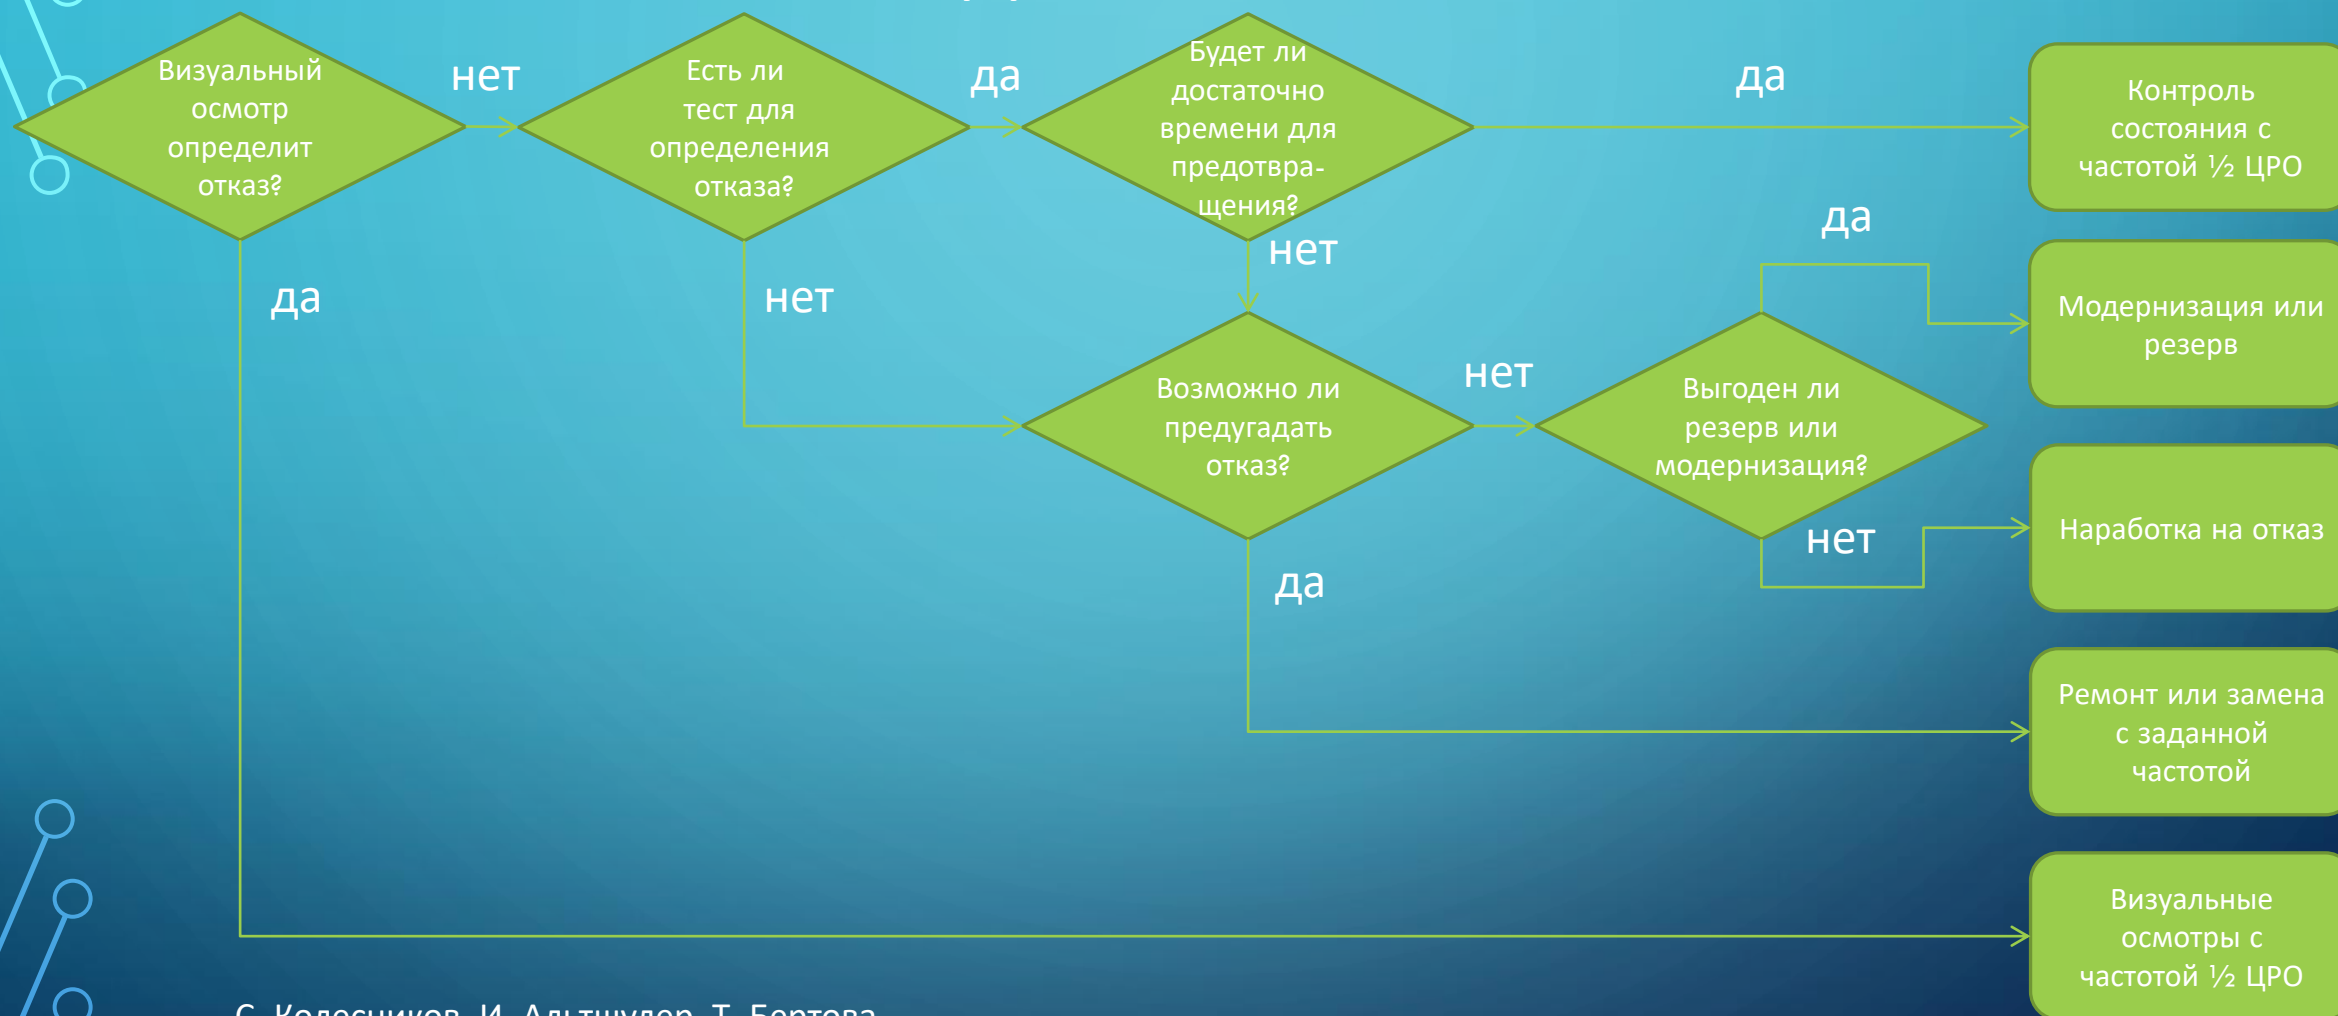 Визуальный
осмотр
определит
отказ?
нет
Есть ли
тест для
определения
отказа?
да
Будет ли
достаточно
времени для
предотвра-
щения?
да
Контроль
состояния с
частотой ½ ЦРО
да
нет
нет
да
Модернизация или
резерв
Возможно ли
предугадать
отказ?
нет
Выгоден ли
резерв или
модернизация?
нет
Наработка на отказ
да
Ремонт или замена
с заданной
частотой
Визуальные
осмотры с
частотой ½ ЦРО
С. Колесников, И. Альтшулер, Т. Бертова